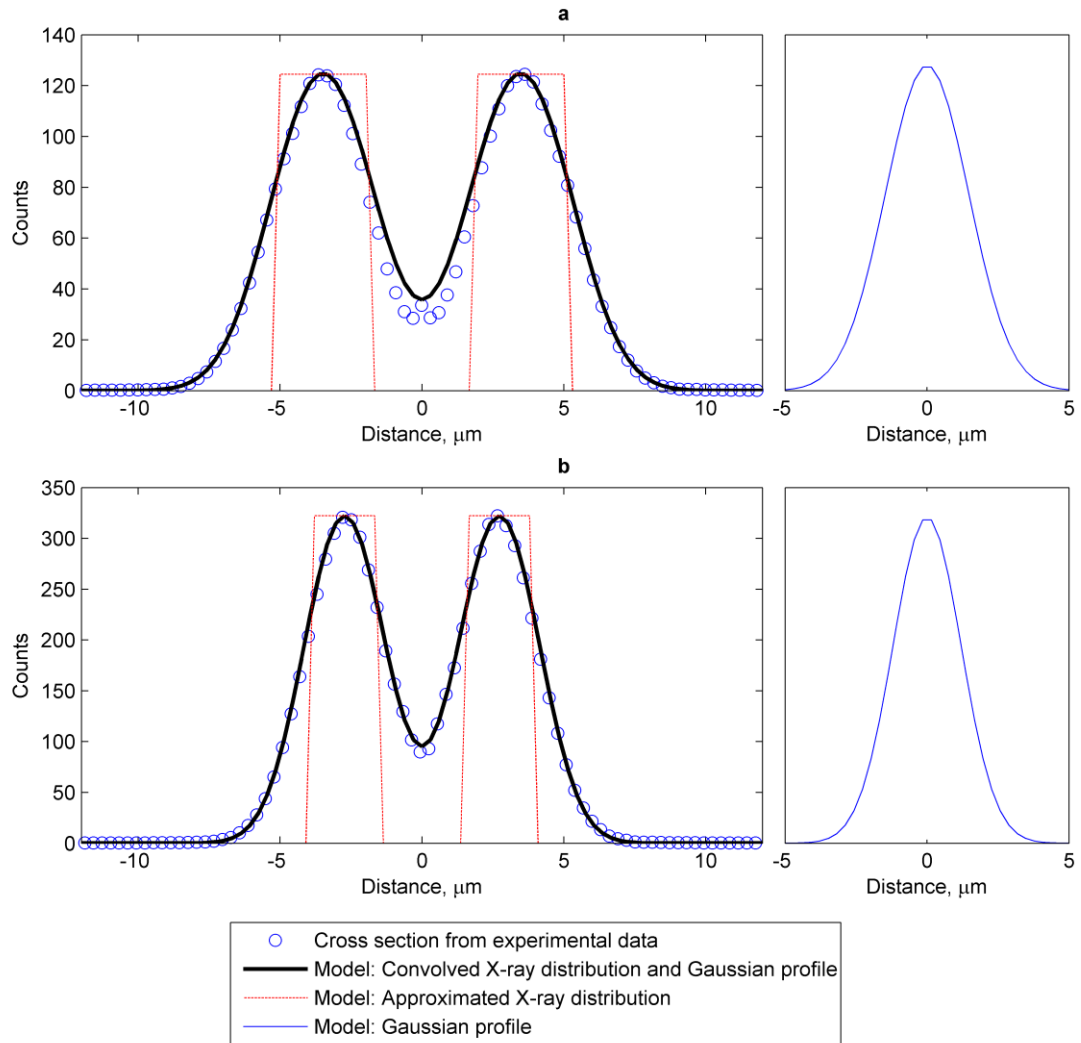 a
140
120
100
80
60
40
20
0
Counts
-10 -5 0 5 10
Distance, μm
-5 0 5
Distance, μm
b
350
300
250
200
150
100
50
0
Counts
-10 -5 0 5 10
Distance, μm
-5 0 5
Distance, μm
Cross section from experimental data
Model: Convolved X-ray distribution and Gaussian profile
Model: Approximated X-ray distribution
Model: Gaussian profile